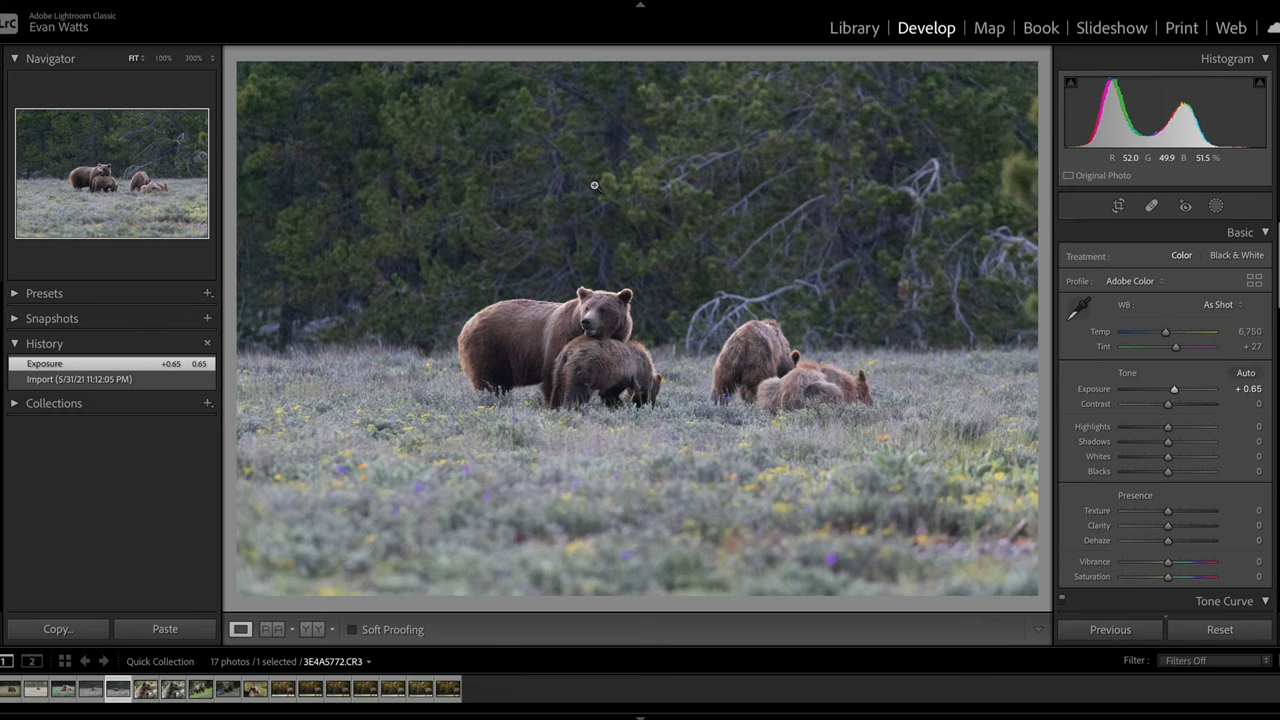 LrC
Adobe Lightroom Classic
Evan Watts
Library | Develop | Map | Book | Slideshow | Print | Web
Navigator
FIT 100% 300%
Presets
Snapshots
History
Exposure +0.65 0.65
Import (5/31/21 11:12:05 PM)
Collections
Copy... Paste
Histogram
R 52.0 G 49.9 B 51.5 %
Original Photo
Basic
Treatment : Color Black & White
Profile : Adobe Color
WB : As Shot
Temp 6,750
Tint + 27
Tone Auto
Exposure + 0.65
Contrast 0
Highlights 0
Shadows 0
Whites 0
Blacks 0
Presence
Texture 0
Clarity 0
Dehaze 0
Vibrance 0
Saturation 0
Tone Curve
Previous Reset
RA YY Soft Proofing
1 2 Quick Collection 17 photos / 1 selected / 3E4A5772.CR3
Filter : Filters Off